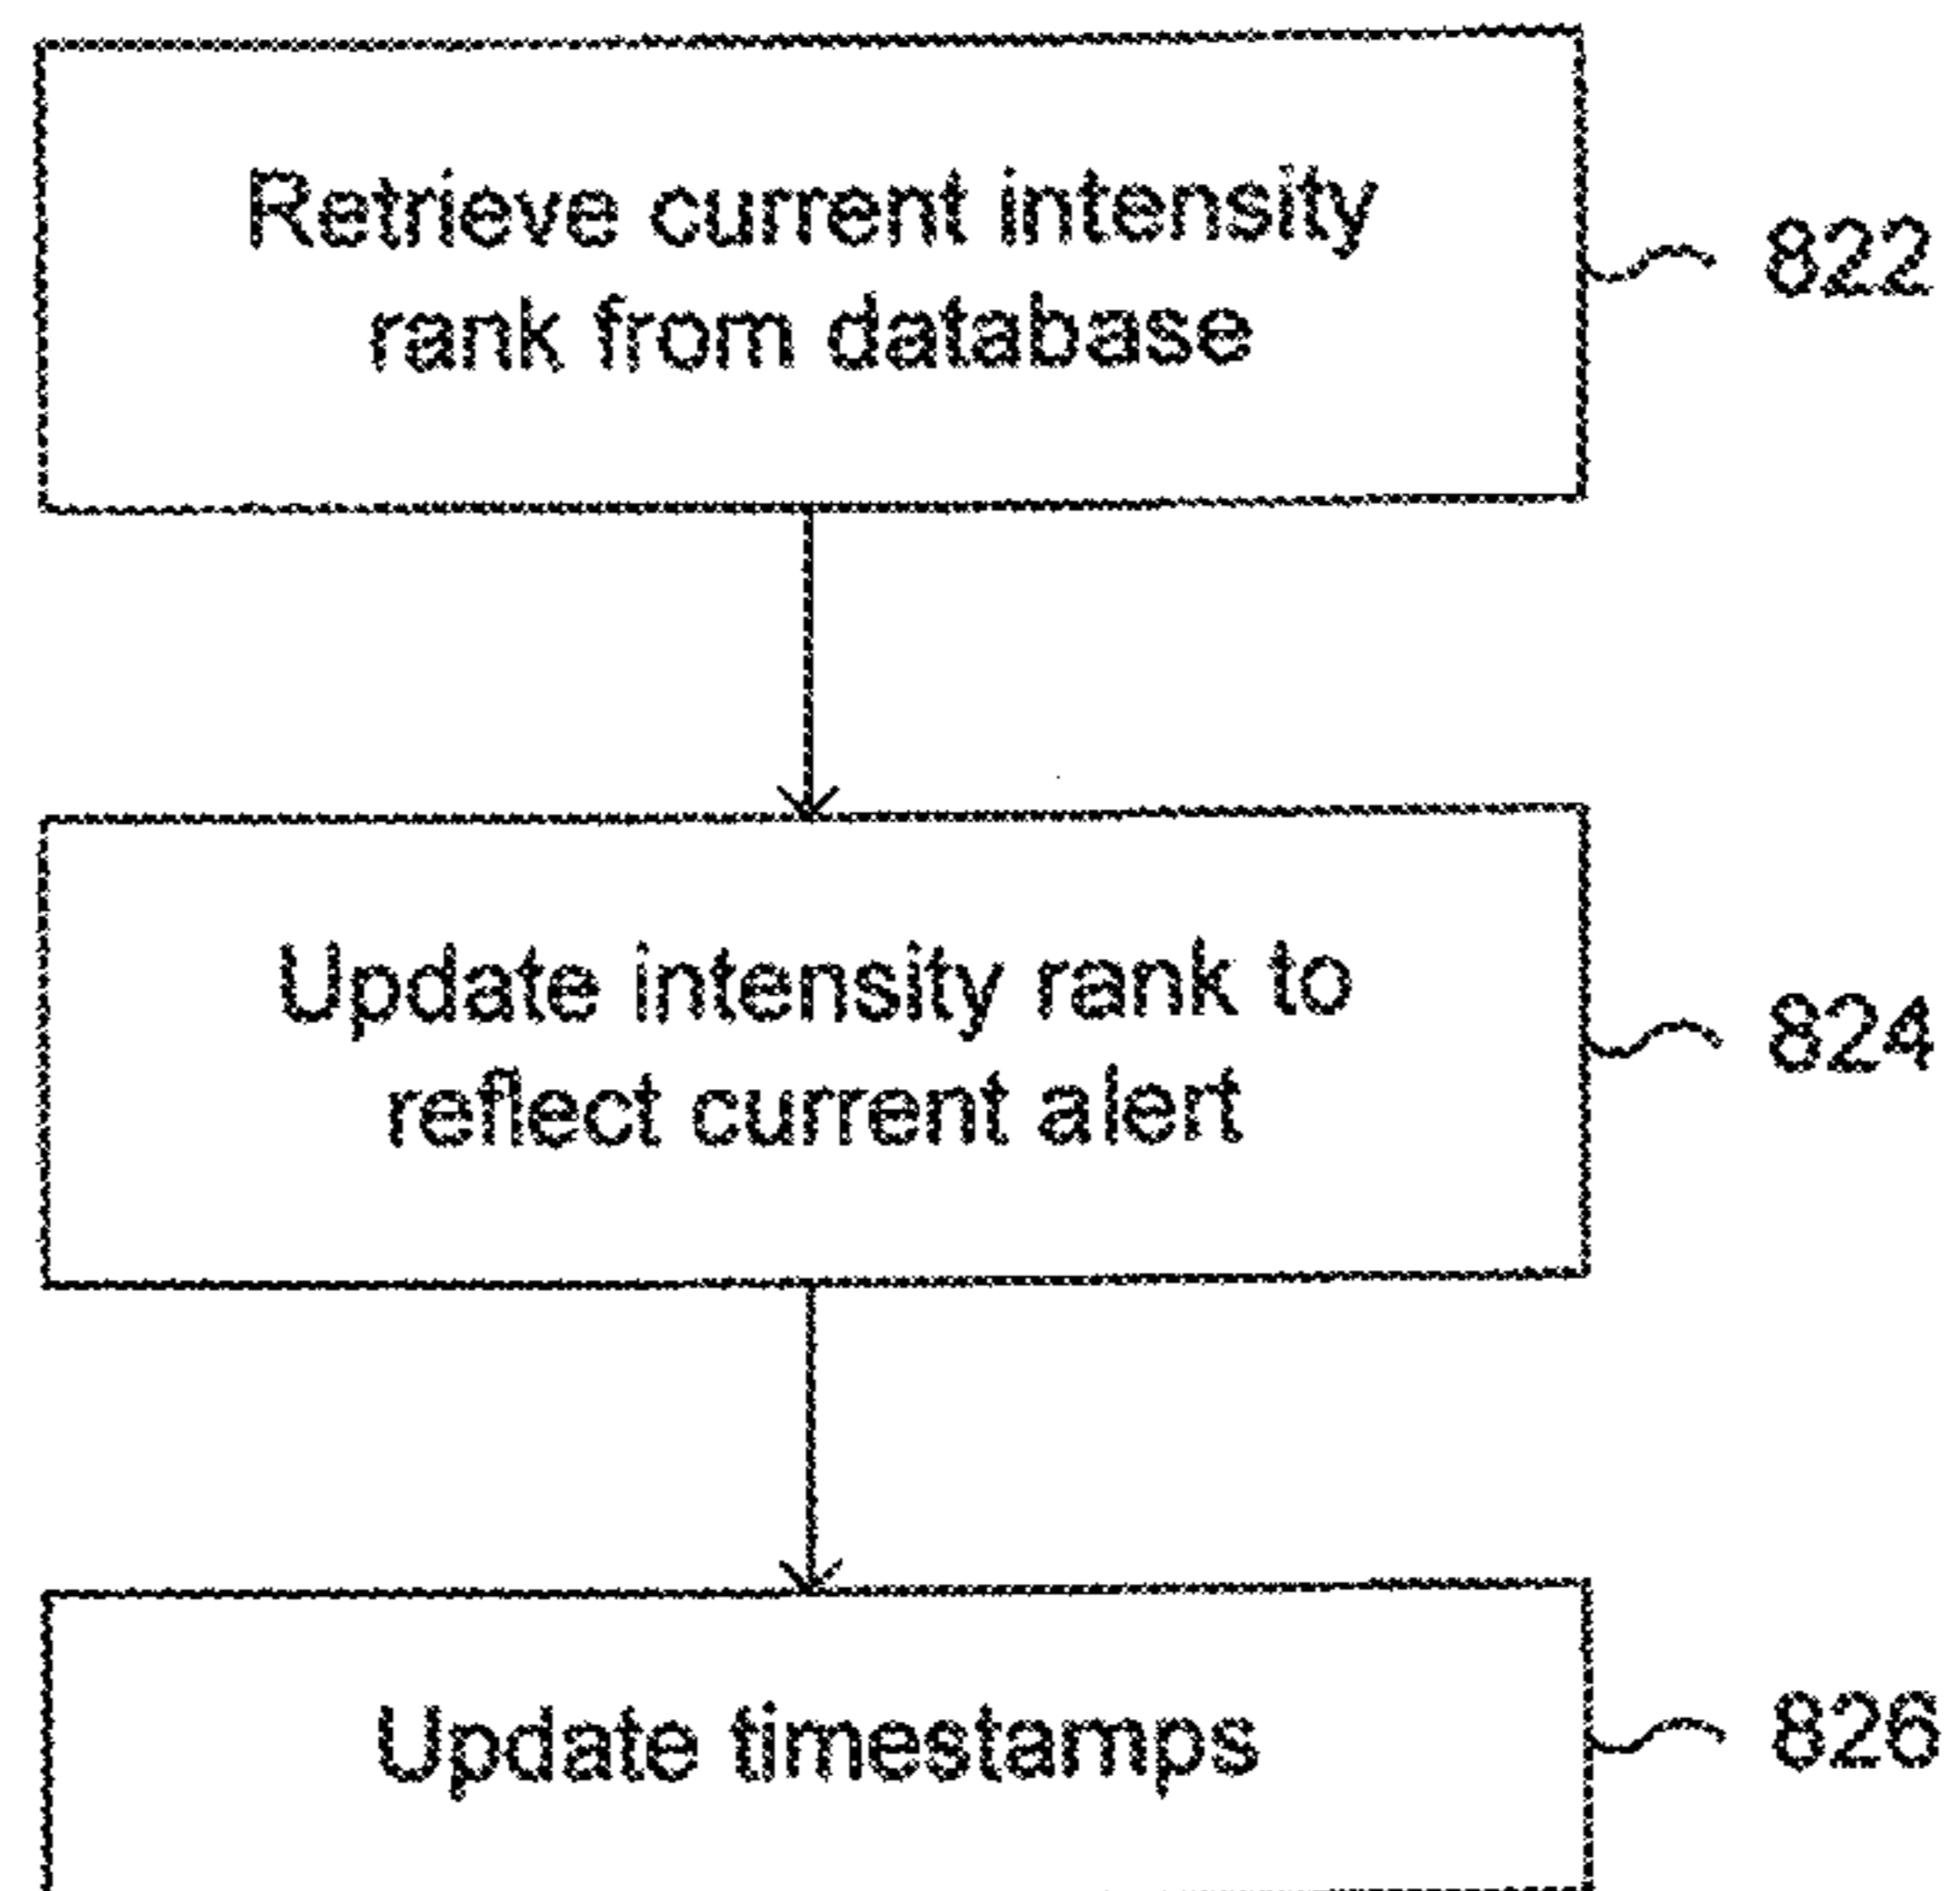 Retrieve current intensity
rank from database
822
Update intensity rank to
reflect current alert
824
Update timestamps
826